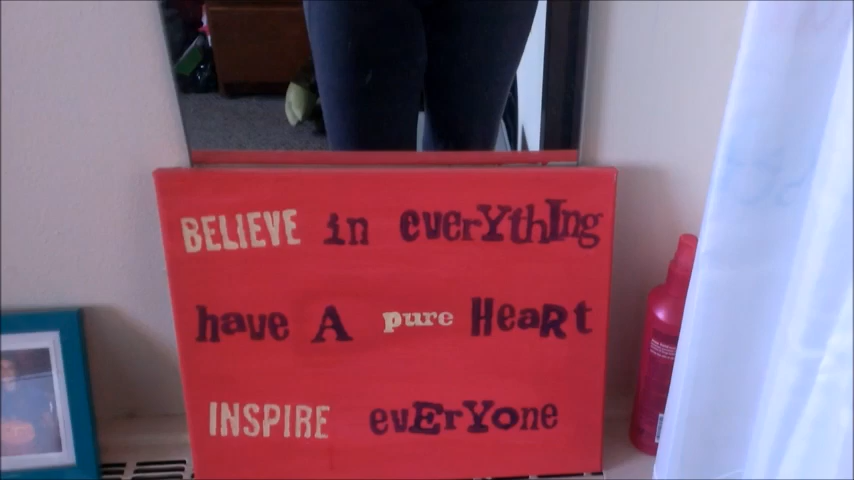 BELIEVE in everYthIng
have A pure HeaRt
INSPIRE evErYone